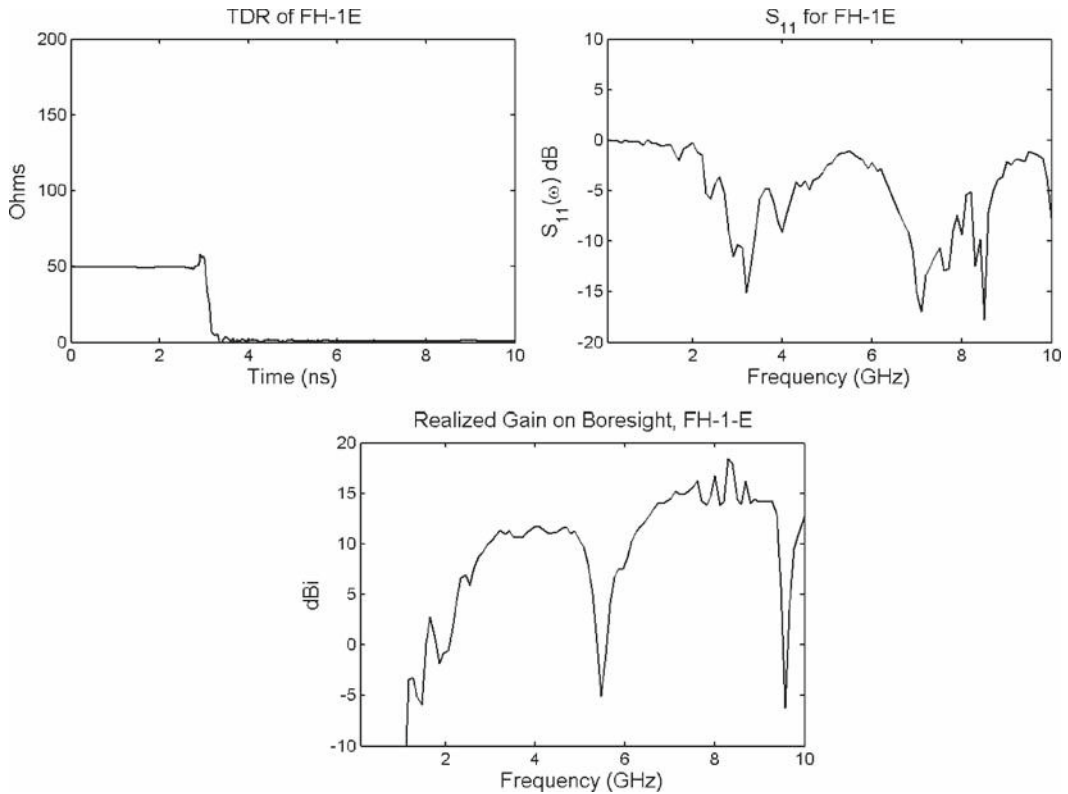 TDR of FH-1E
200
150
100
50
0
Ohms
0 2 4 6 8 10
Time (ns)
S11 for FH-1E
10
5
0
-5
-10
-15
-20
S11(ω) dB
2 4 6 8 10
Frequency (GHz)
Realized Gain on Boresight, FH-1-E
20
15
10
5
0
-5
-10
dBi
2 4 6 8 10
Frequency (GHz)